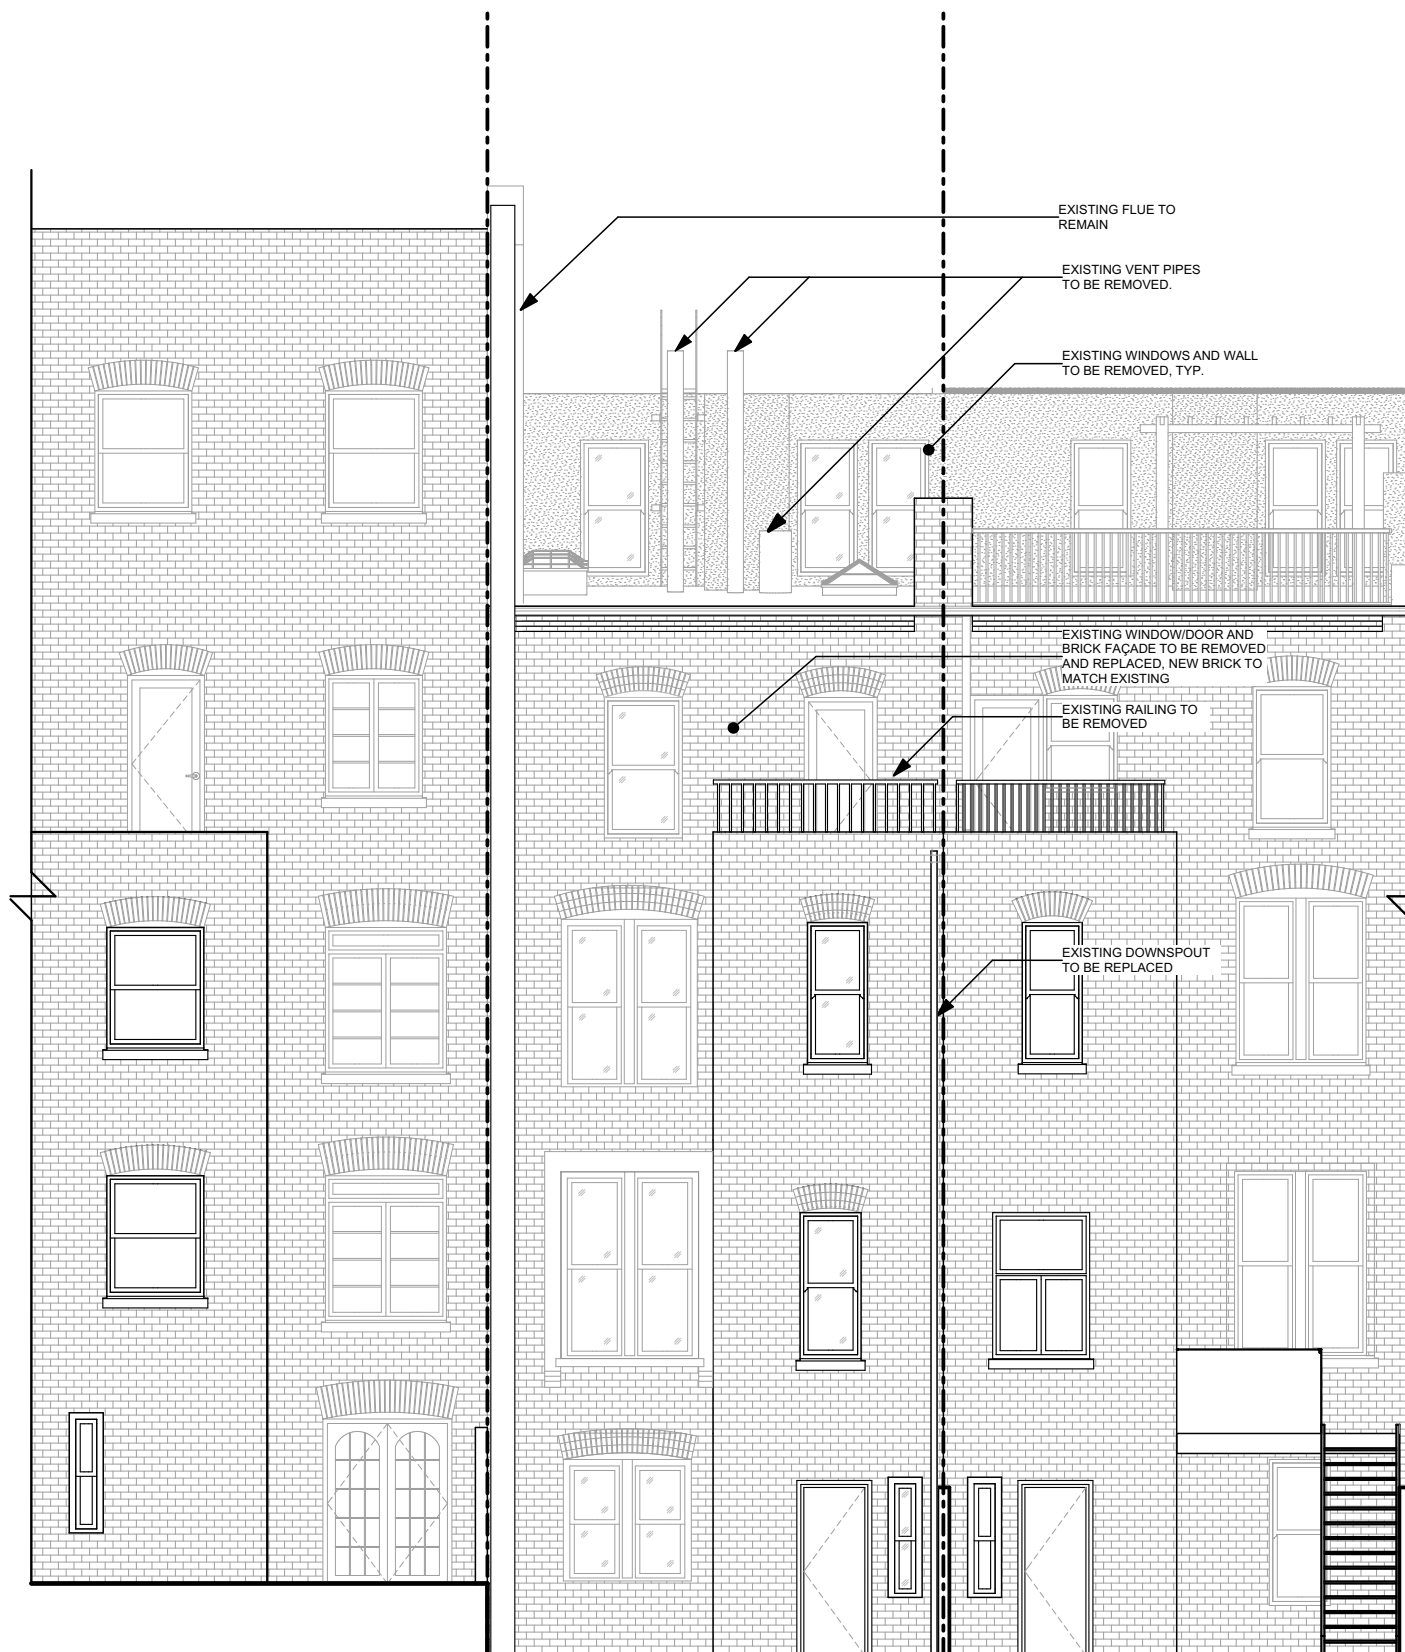 EXISTING FLUE TO
REMAIN
EXISTING VENT PIPES
TO BE REMOVED.
EXISTING WINDOWS AND WALL
TO BE REMOVED, TYP.
EXISTING WINDOW/DOOR AND
BRICK FAÇADE TO BE REMOVED
AND REPLACED, NEW BRICK TO
MATCH EXISTING
EXISTING RAILING TO
BE REMOVED
EXISTING DOWNSPOUT
TO BE REPLACED